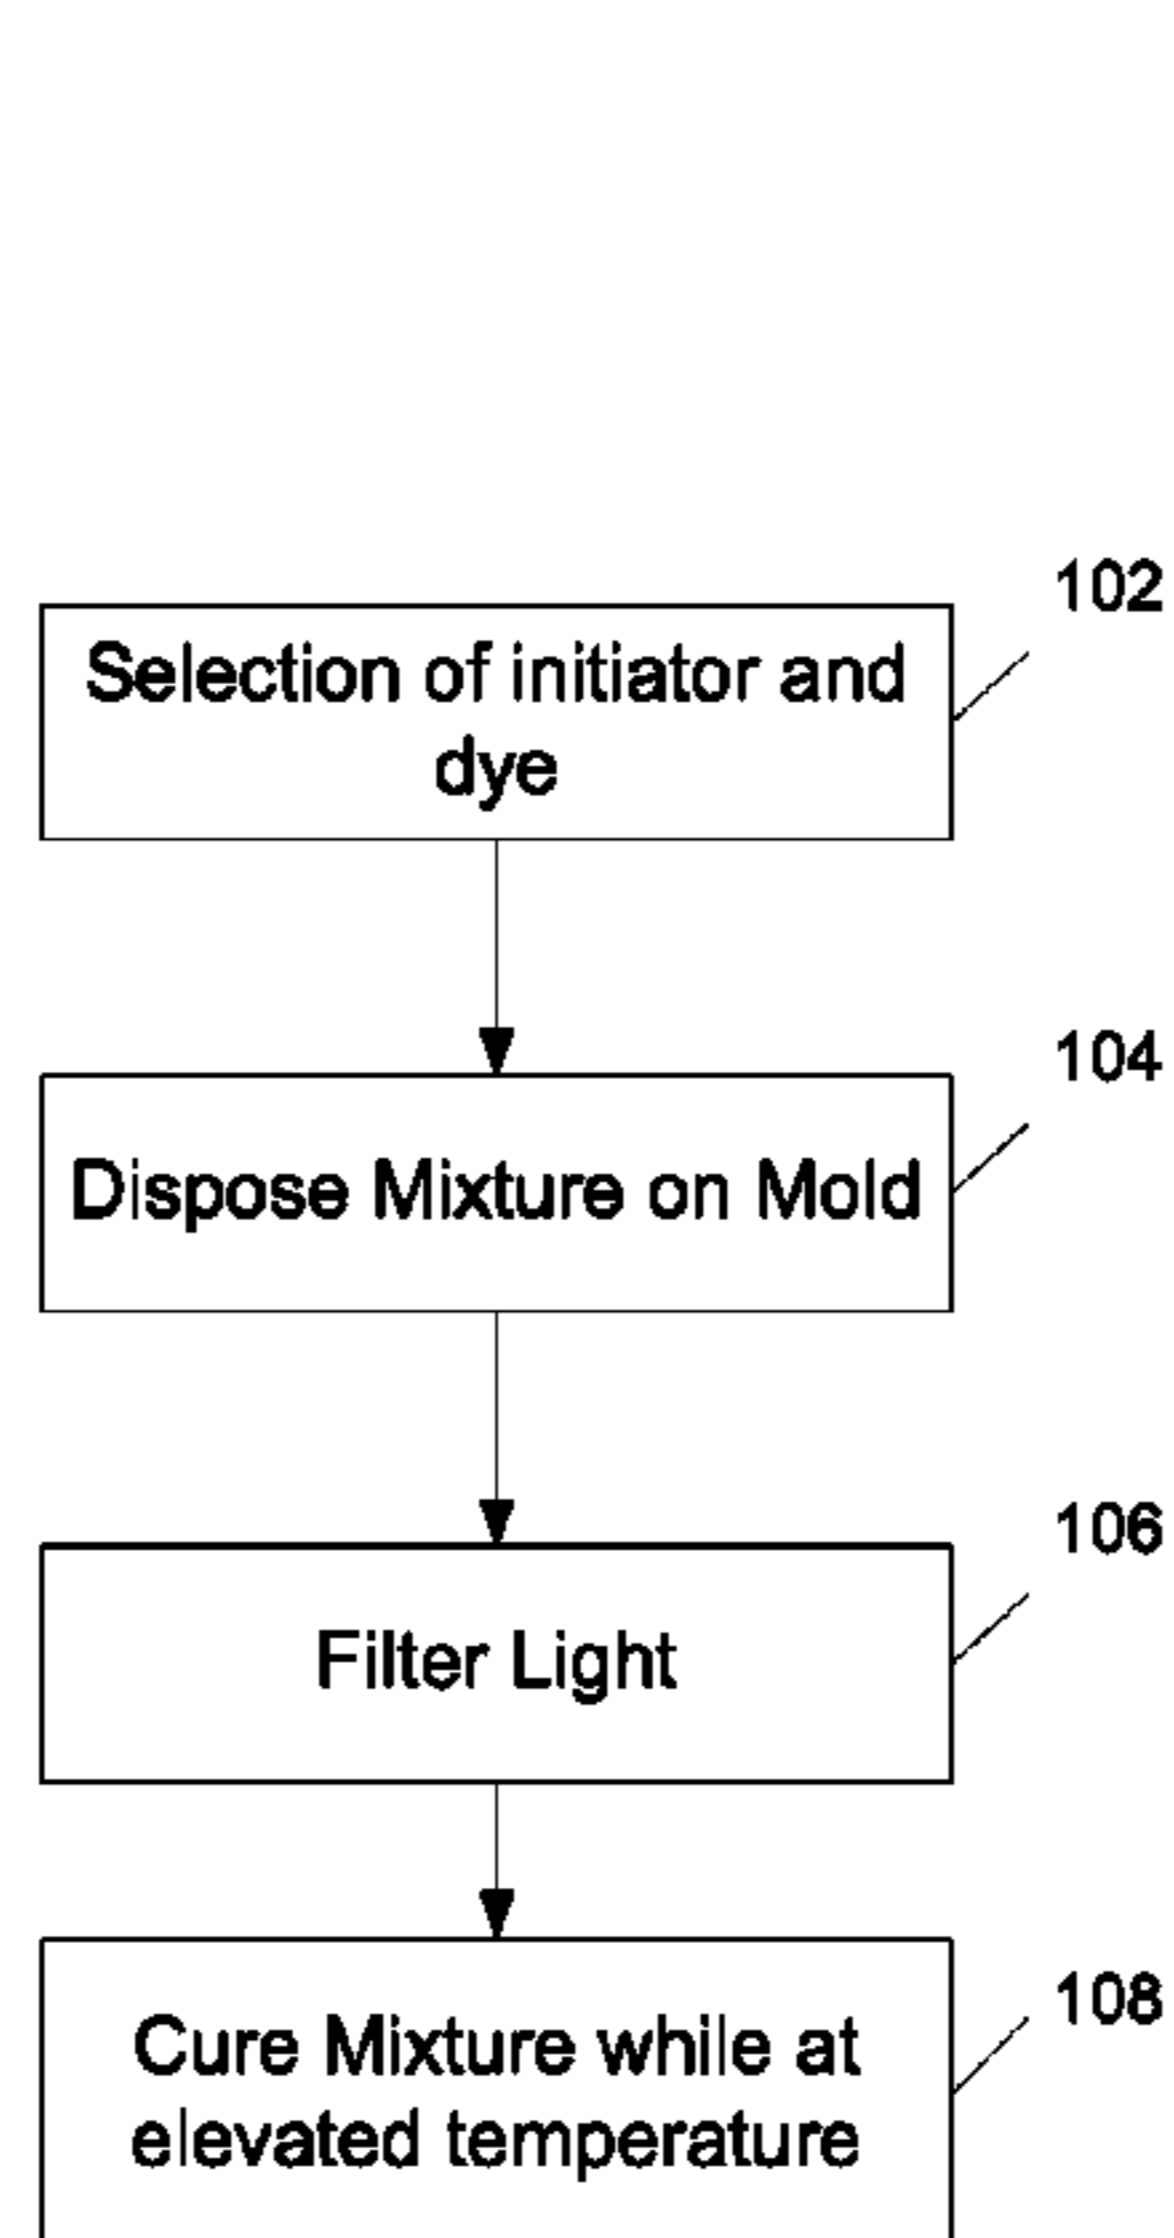 102
Selection of initiator and
dye
104
Dispose Mixture on Mold
106
Filter Light
108
Cure Mixture while at
elevated temperature